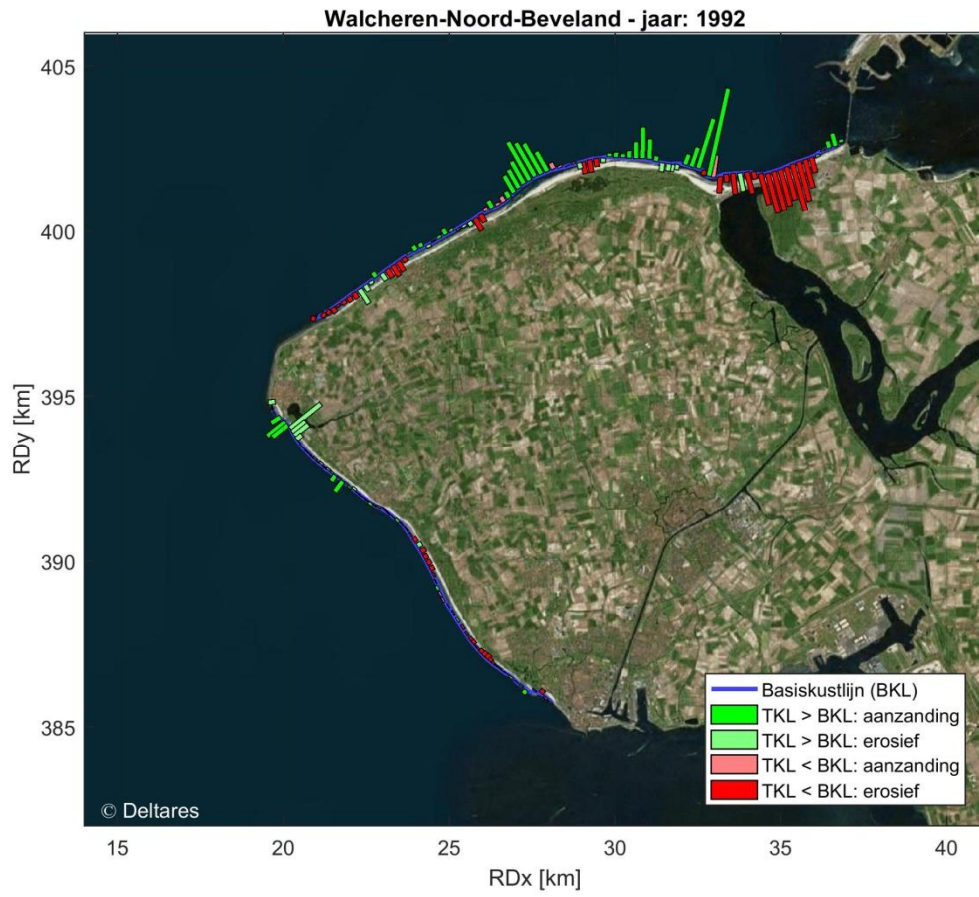 Walcheren-Noord-Beveland - jaar: 1992
405
400
395
390
385
RDy [km]
Basiskustlijn (BKL)
TKL > BKL: aanzanding
TKL > BKL: erosief
TKL < BKL: aanzanding
TKL < BKL: erosief
© Deltares
15 20 25 30 35 40
RDx [km]